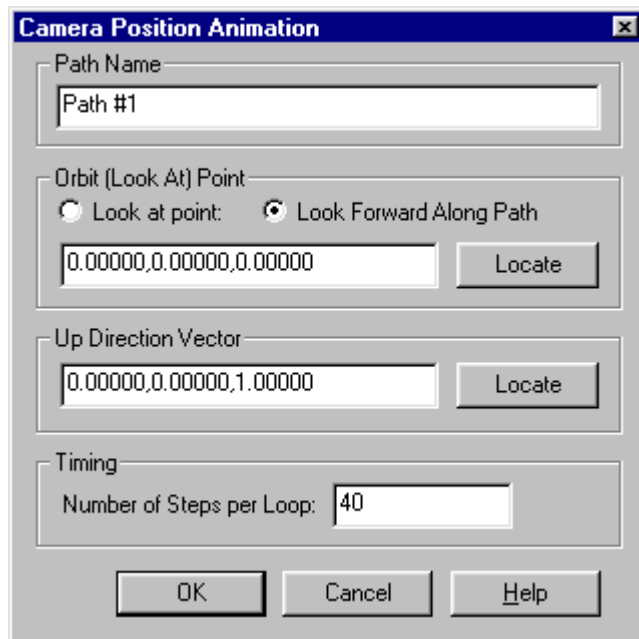 Camera Position Animation
Path Name
Path #1
Orbit (Look At) Point
Look at point: Look Forward Along Path
0.00000,0.00000,0.00000 Locate
Up Direction Vector
0.00000,0.00000,1.00000 Locate
Timing
Number of Steps per Loop: 40
OK Cancel Help